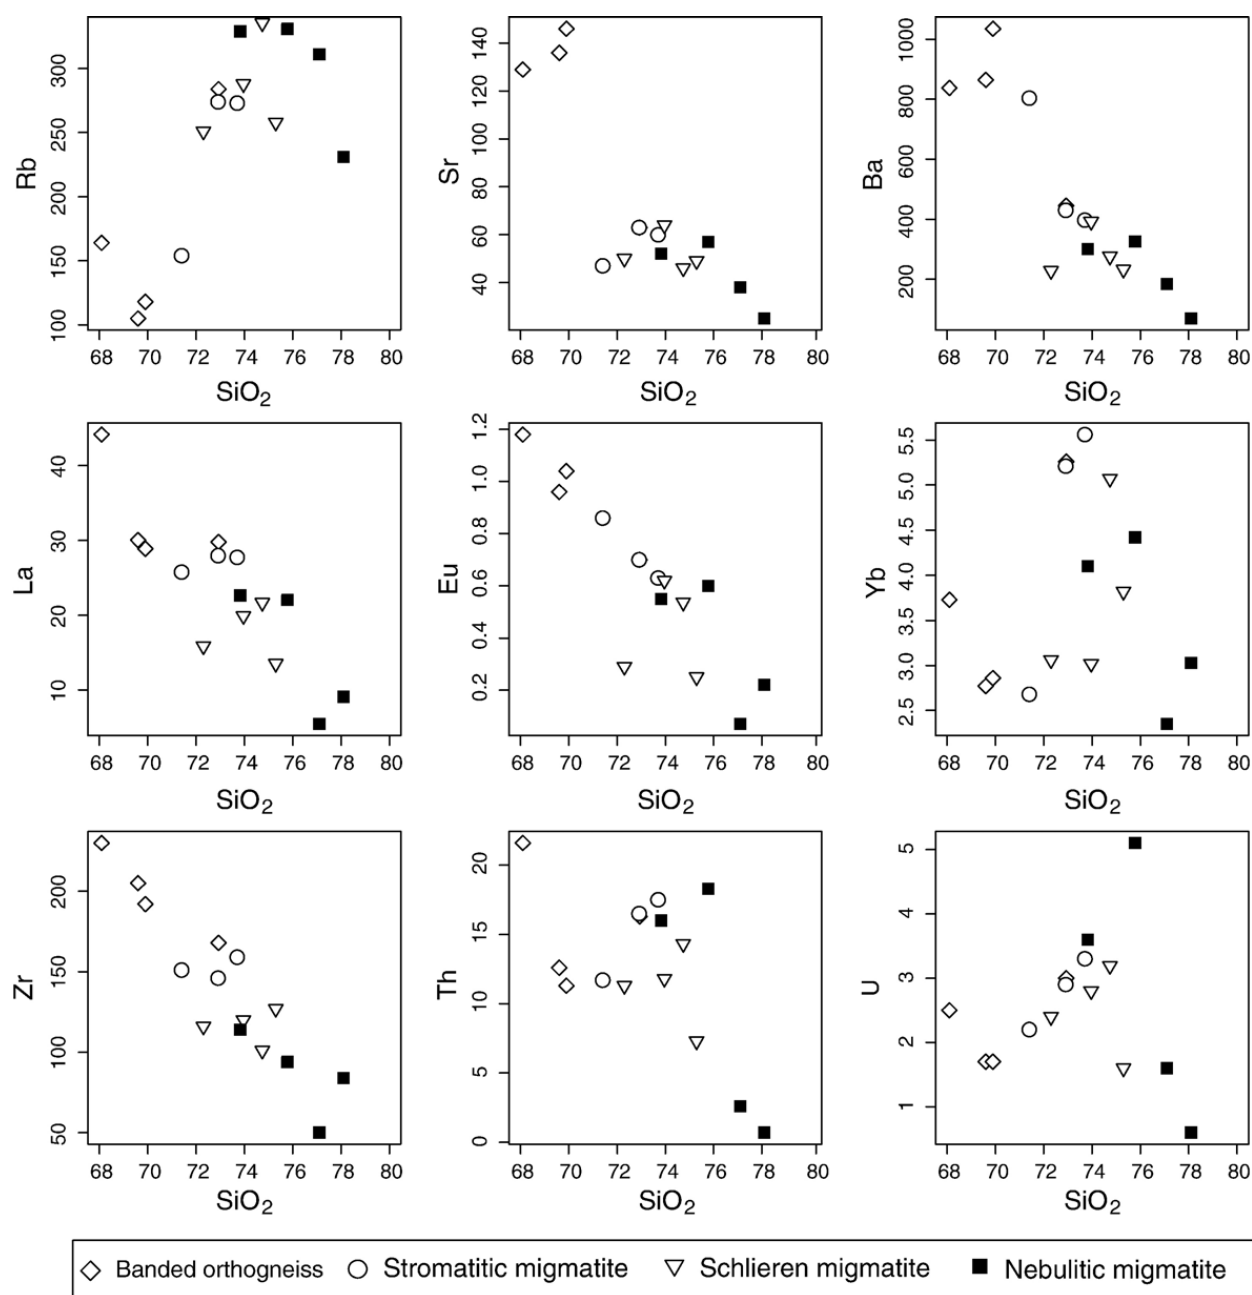 Rb
100 150 200 250 300
68 70 72 74 76 78 80
SiO2
Sr
40 60 80 100 120 140
68 70 72 74 76 78 80
SiO2
Ba
200 400 600 800 1000
68 70 72 74 76 78 80
SiO2
La
10 20 30 40
68 70 72 74 76 78 80
SiO2
Eu
0.2 0.4 0.6 0.8 1.0 1.2
68 70 72 74 76 78 80
SiO2
Yb
2.5 3.0 3.5 4.0 4.5 5.0 5.5
68 70 72 74 76 78 80
SiO2
Zr
50 100 150 200
68 70 72 74 76 78 80
SiO2
Th
0 5 10 15 20
68 70 72 74 76 78 80
SiO2
U
1 2 3 4 5
68 70 72 74 76 78 80
SiO2
Banded orthogneiss Stromatitic migmatite Schlieren migmatite Nebulitic migmatite